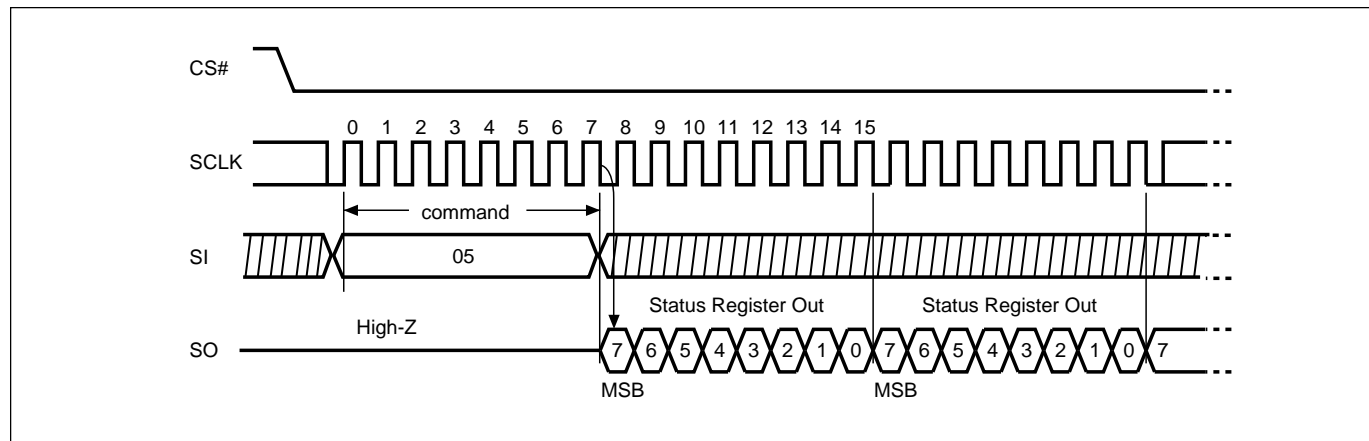 CS#
0 1 2 3 4 5 6 7 8 9 10 11 12 13 14 15
SCLK
command
SI
05
Status Register Out Status Register Out
High-Z
SO
7 6 5 4 3 2 1 0 7 6 5 4 3 2 1 0 7
MSB MSB